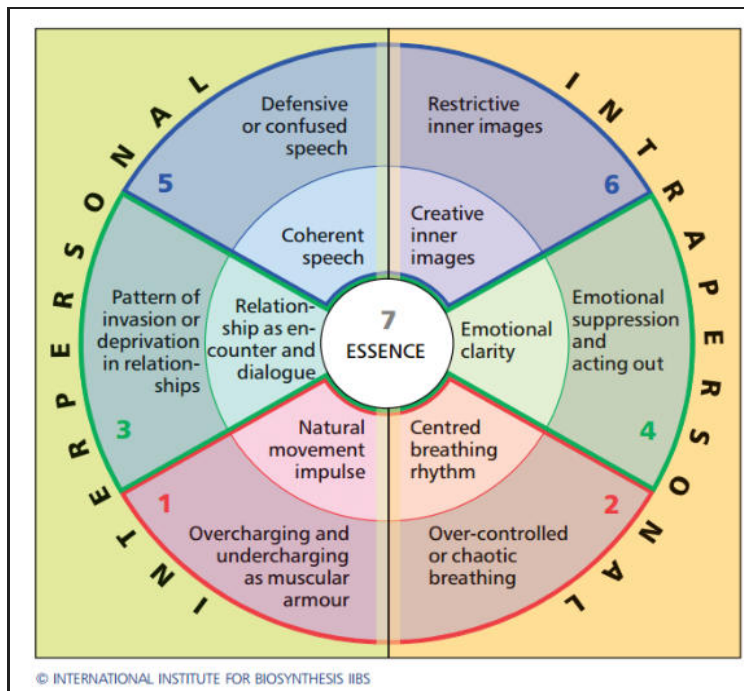 INTERPERSONAL
INTRAPERSONAL
Defensive
or confused
speech
5
Restrictive
inner images
6
Coherent
speech
Creative
inner
images
Pattern of
invasion or
deprivation
in relation-
ships
3
Relation-
ship as en-
counter and
dialogue
7
ESSENCE
Emotional
clarity
Emotional
suppression
and
acting out
4
Natural
movement
impulse
Centred
breathing
rhythm
1
Overcharging and
undercharging
as muscular
armour
2
Over-controlled
or chaotic
breathing
© INTERNATIONAL INSTITUTE FOR BIOSYNTHESIS IIBS